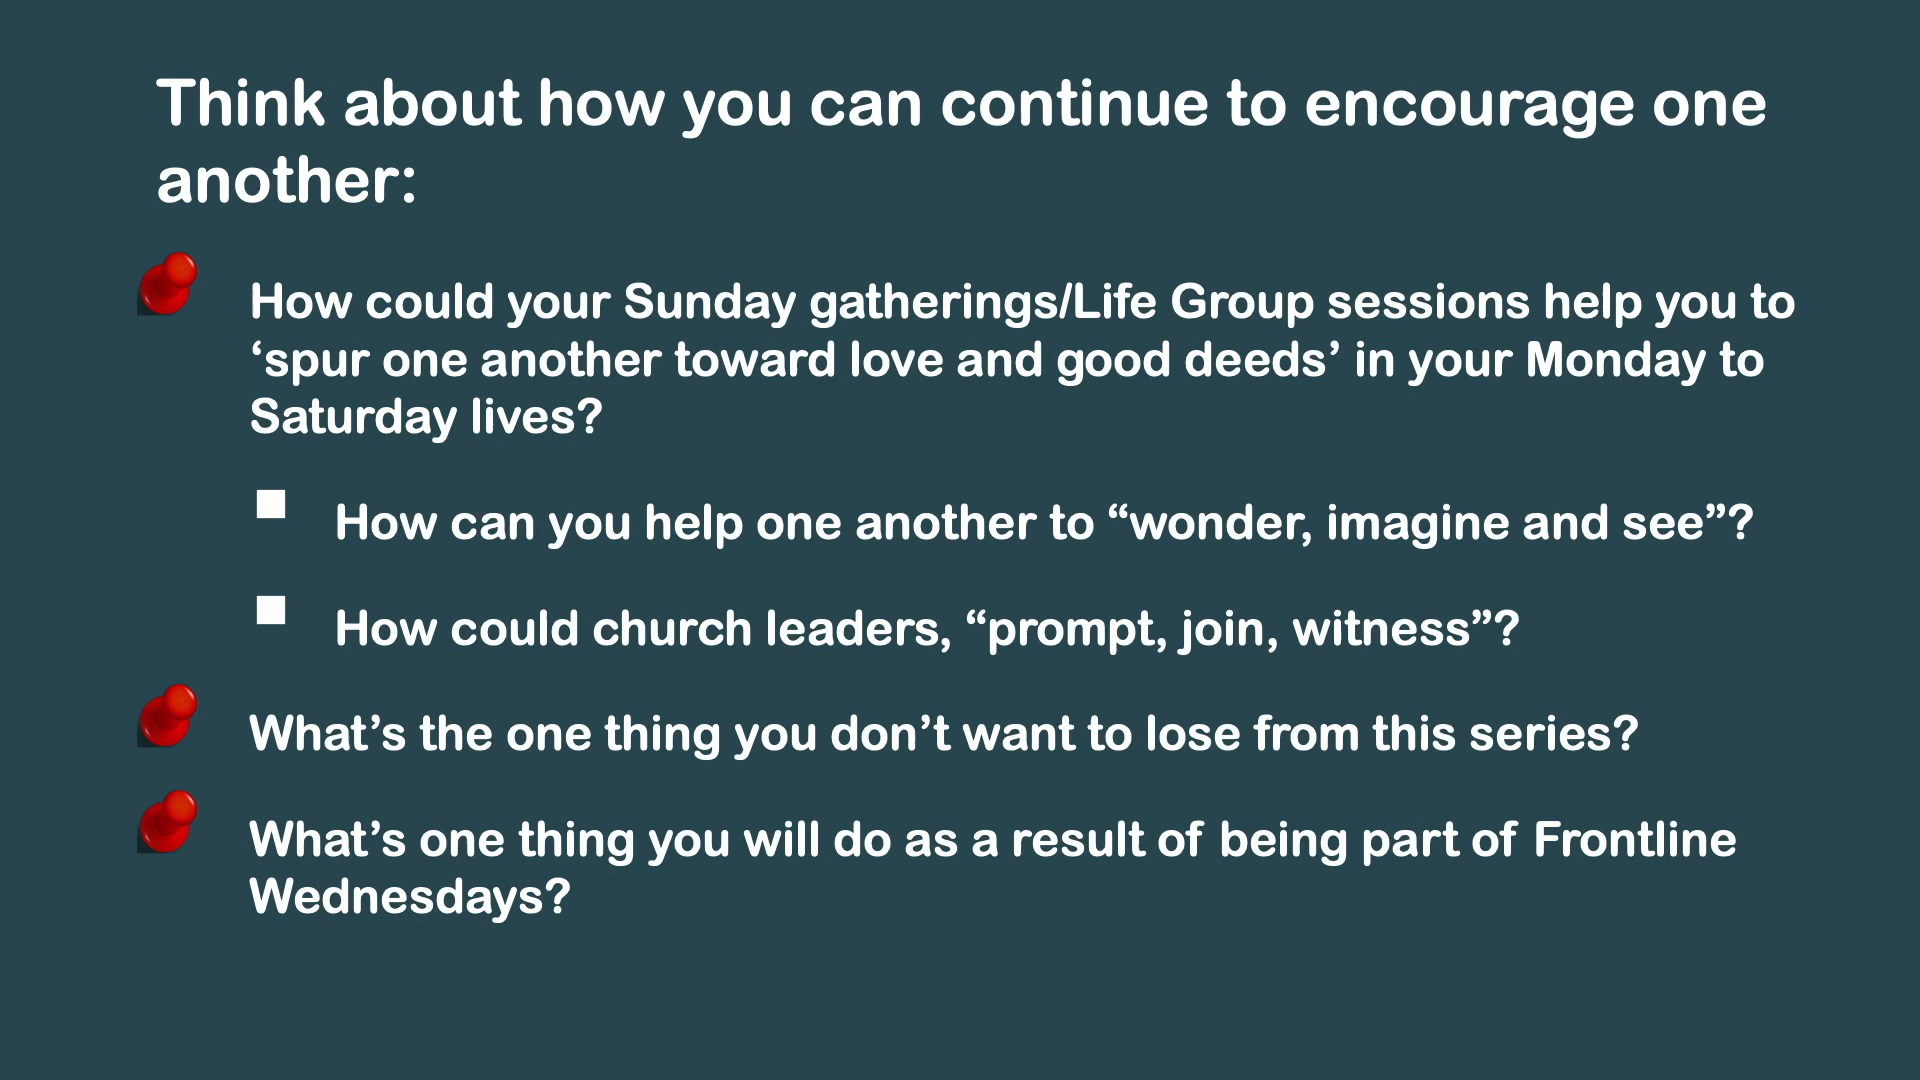 Think about how you can continue to encourage one
another:
How could your Sunday gatherings/Life Group sessions help you to
‘spur one another toward love and good deeds’ in your Monday to
Saturday lives?
How can you help one another to “wonder, imagine and see”?
How could church leaders, “prompt, join, witness”?
What’s the one thing you don’t want to lose from this series?
What’s one thing you will do as a result of being part of Frontline
Wednesdays?